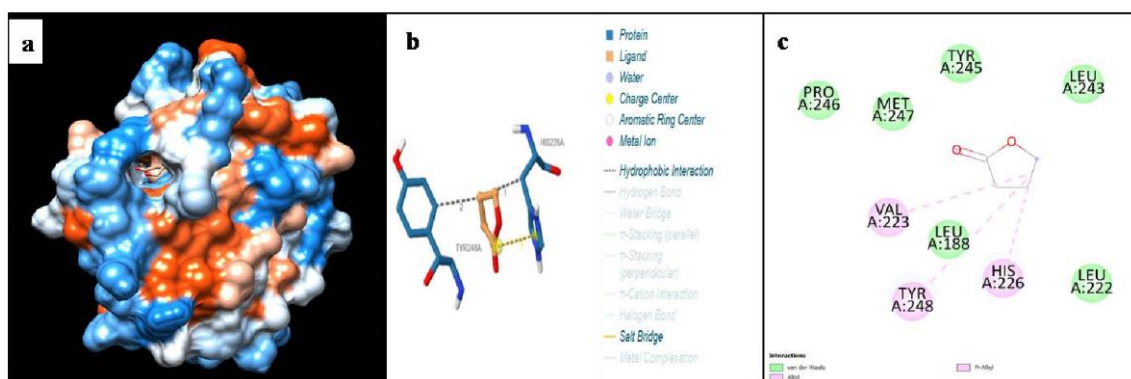 a
b
HIS226A
TYR248A
2
1
Protein
Ligand
Water
Charge Center
Aromatic Ring Center
Metal Ion
Hydrophobic Interaction
Hydrogen Bond
Water Bridge
π-Stacking (parallel)
π-Stacking
(perpendicular)
π-Cation Interaction
Halogen Bond
Salt Bridge
Metal Complexation
c
TYR
A:245
LEU
A:243
PRO
A:246
MET
A:247
O
O
VAL
A:223
LEU
A:188
HIS
A:226
LEU
A:222
TYR
A:248
Interactions
van der Waals
Alkyl
Pi-Alkyl